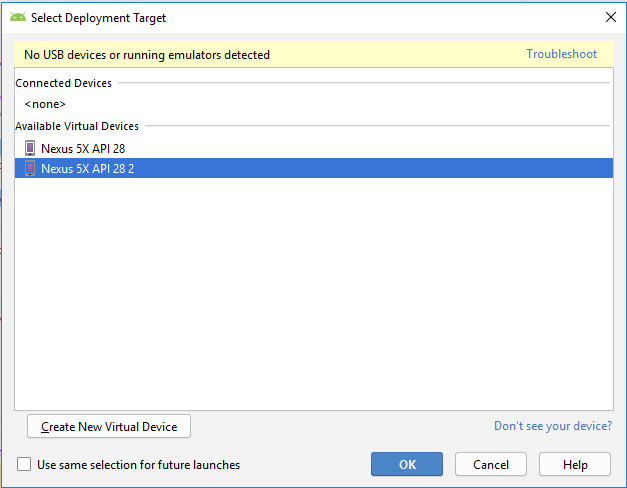 Select Deployment Target
No USB devices or running emulators detected Troubleshoot
Connected Devices
<none>
Available Virtual Devices
Nexus 5X API 28
Nexus 5X API 28 2
Create New Virtual Device Don't see your device?
Use same selection for future launches OK Cancel Help